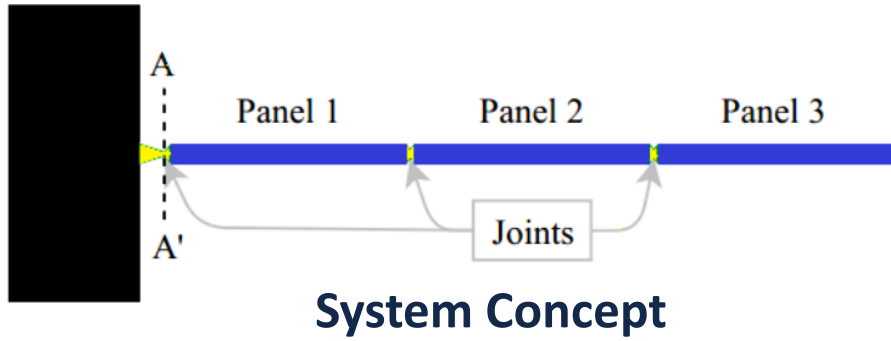 A
Panel 1
Panel 2
Panel 3
A'
Joints
System Concept